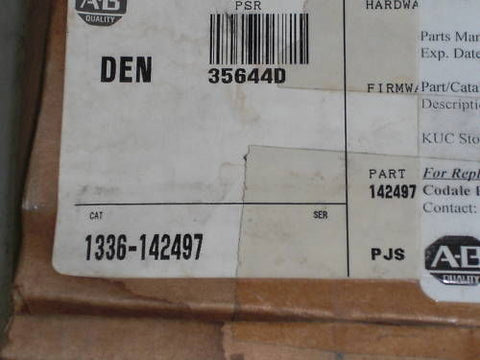 A-B
QUALITY
PSR
35644D
DEN
HARDWA
FIRMWA
PART
142497
CAT
SER
1336-142497
PJS
Parts Man
Exp. Date
Part/Cata
Descriptio
KUC Sto
For Repl
Codale E
Contact:
A-B
QUALITY